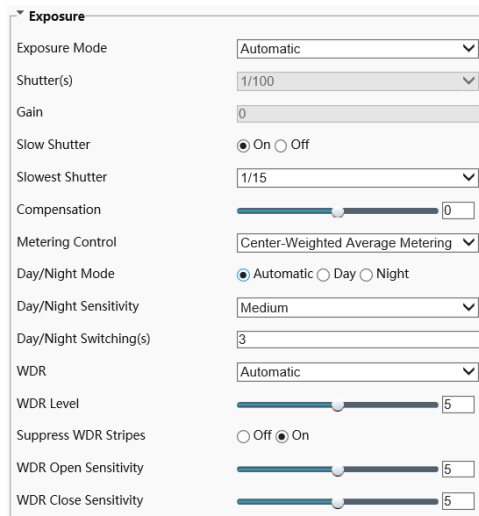 Exposure
Exposure Mode Automatic
Shutter(s) 1/100
Gain 0
Slow Shutter On Off
Slowest Shutter 1/15
Compensation 0
Metering Control Center-Weighted Average Metering
Day/Night Mode Automatic Day Night
Day/Night Sensitivity Medium
Day/Night Switching(s) 3
WDR Automatic
WDR Level 5
Suppress WDR Stripes Off On
WDR Open Sensitivity 5
WDR Close Sensitivity 5